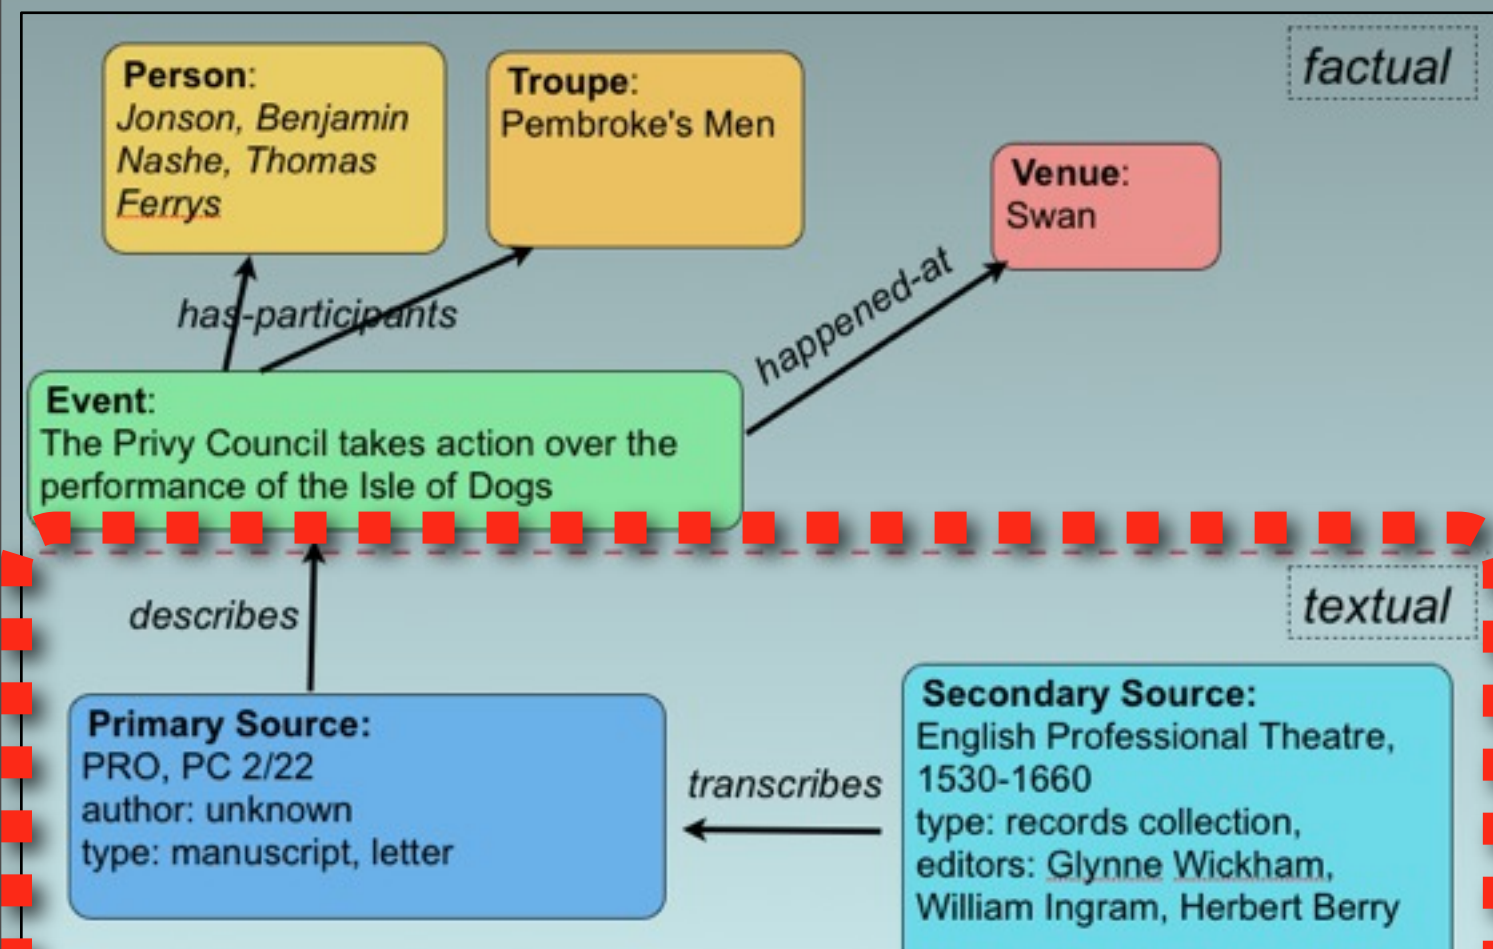 factual
Person:
Jonson, Benjamin
Nashe, Thomas
Ferrys
Troupe:
Pembroke's Men
Venue:
Swan
has-participants
happened-at
Event:
The Privy Council takes action over the
performance of the Isle of Dogs
textual
describes
Primary Source:
PRO, PC 2/22
author: unknown
type: manuscript, letter
transcribes
Secondary Source:
English Professional Theatre,
1530-1660
type: records collection,
editors: Glynne Wickham,
William Ingram, Herbert Berry